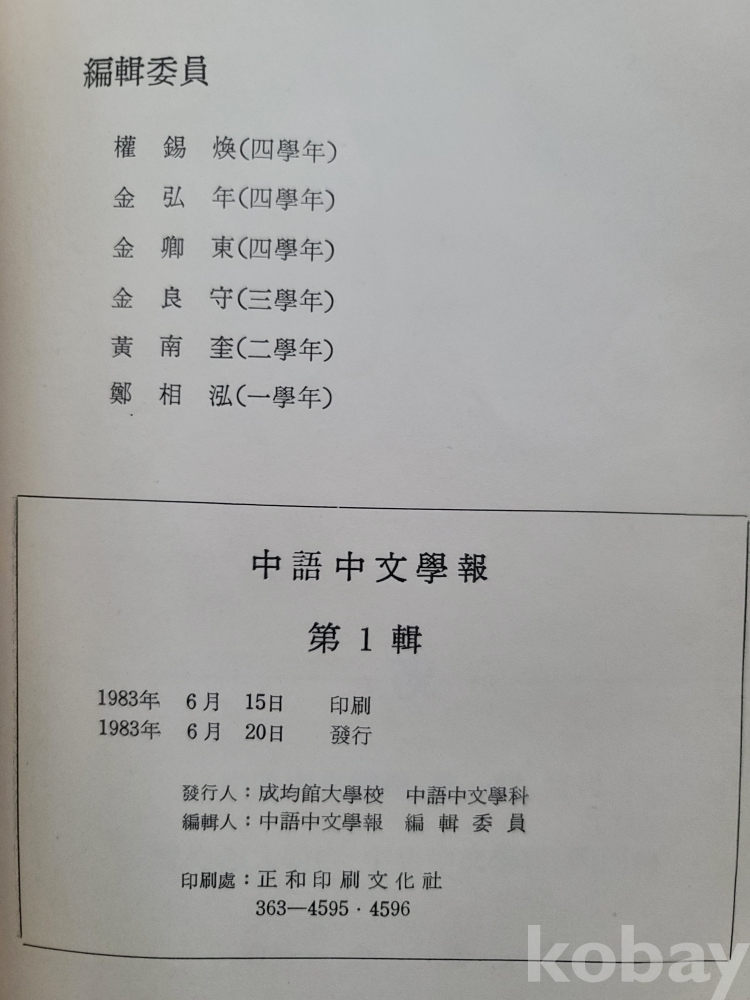 編輯委員
權錫煥(四學年)
金弘年(四學年)
金卿東(四學年)
金良守(三學年)
黃南奎(二學年)
鄭相泓(一學年)
中語中文學報
第1輯
1983年 6月 15日 印刷
1983年 6月 20日 發行
發行人:成均館大學校 中語中文學科
編輯人:中語中文學報 編輯委員
印刷處:正和印刷文化社
363—4595·4596
kobay